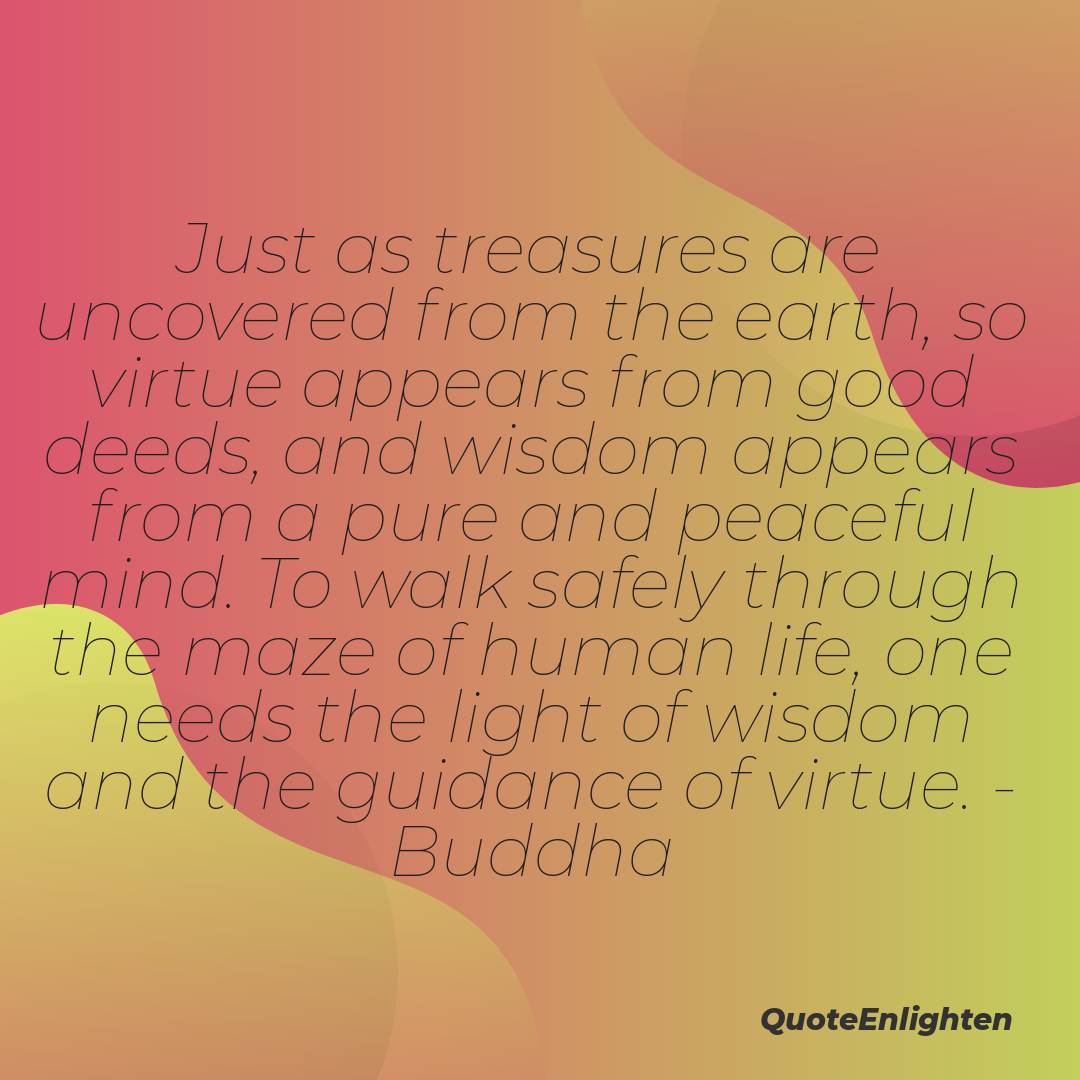 Just as treasures are
uncovered from the earth, so
virtue appears from good
deeds, and wisdom appears
from a pure and peaceful
mind. To walk safely through
the maze of human life, one
needs the light of wisdom
and the guidance of virtue. -
Buddha
QuoteEnlighten